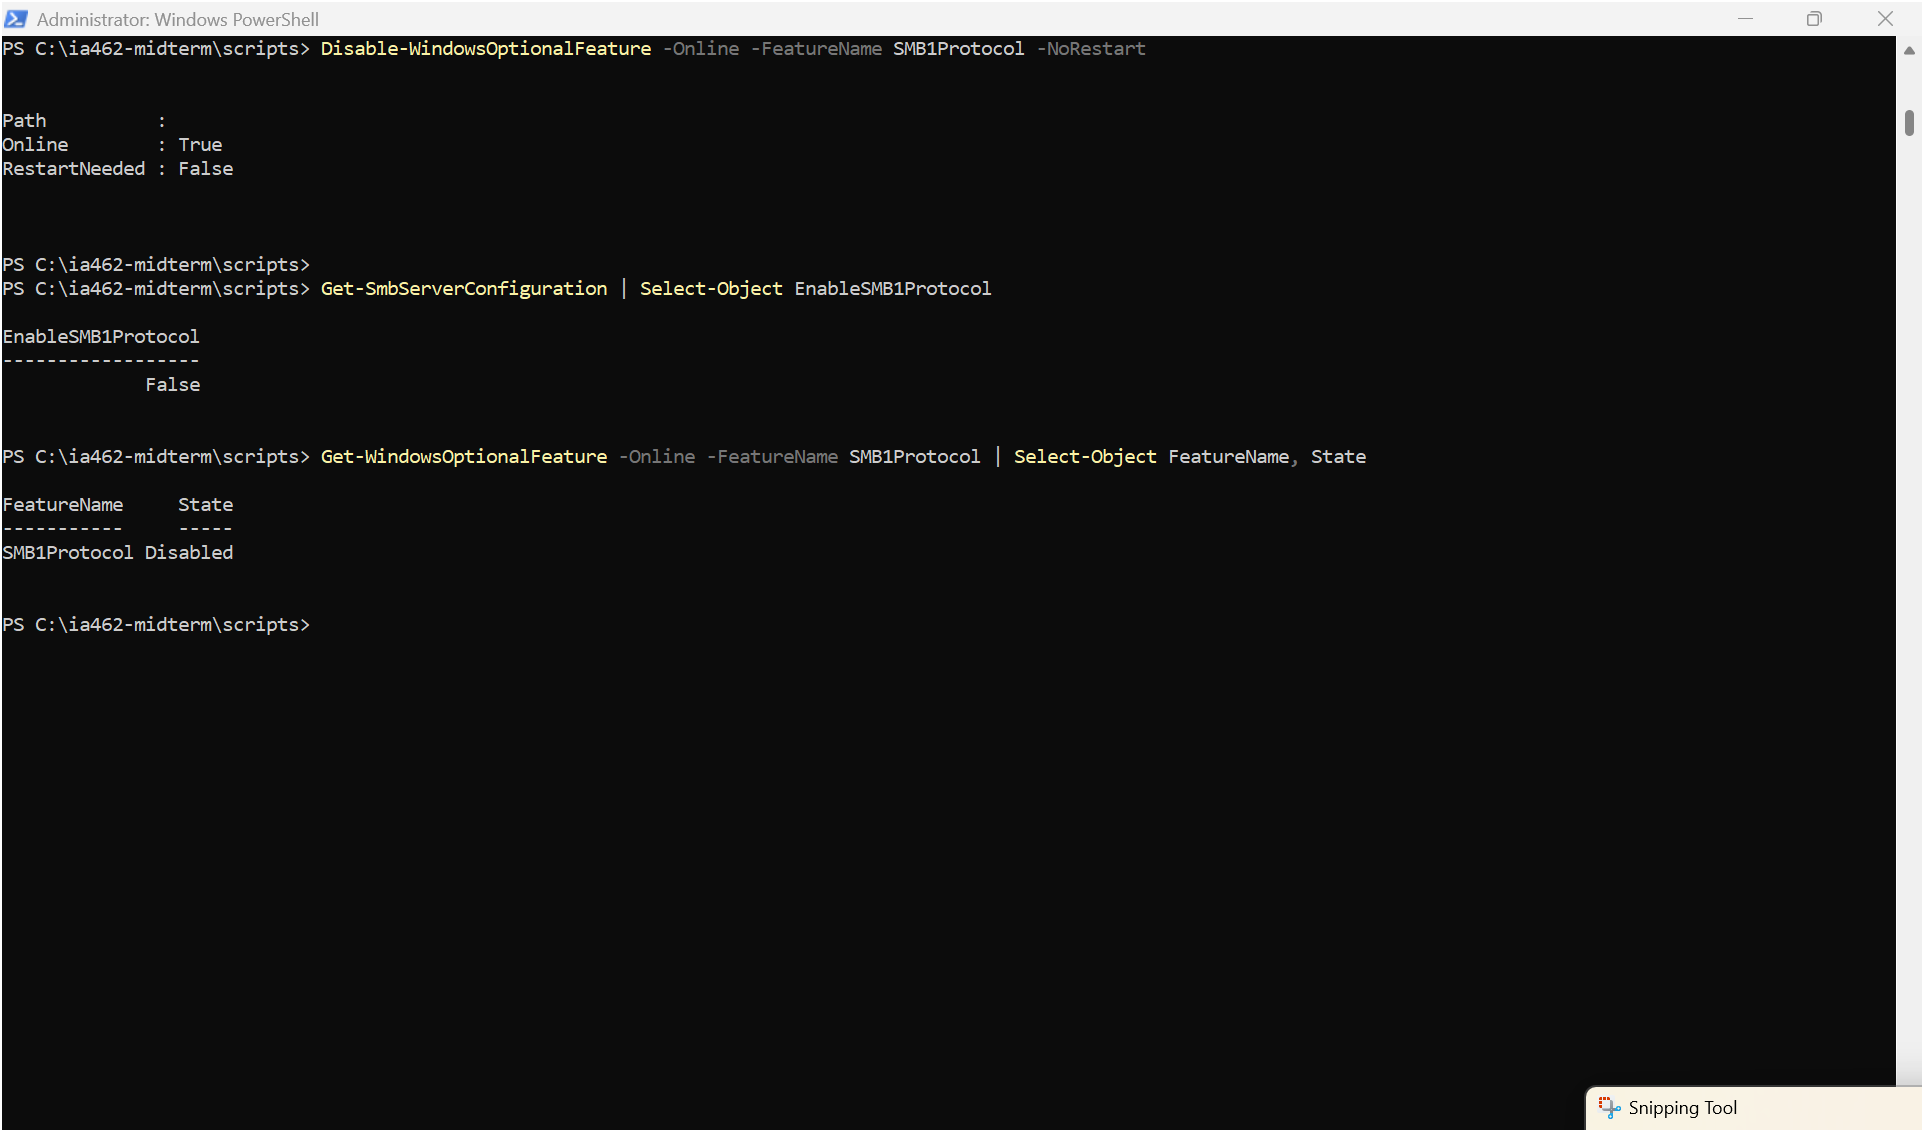 Administrator: Windows PowerShell
PS C:\ia462-midterm\scripts> Disable-WindowsOptionalFeature -Online -FeatureName SMB1Protocol -NoRestart
Path          :
Online        : True
RestartNeeded : False
PS C:\ia462-midterm\scripts>
PS C:\ia462-midterm\scripts> Get-SmbServerConfiguration | Select-Object EnableSMB1Protocol
EnableSMB1Protocol
------------------
             False
PS C:\ia462-midterm\scripts> Get-WindowsOptionalFeature -Online -FeatureName SMB1Protocol | Select-Object FeatureName, State
FeatureName     State
-----------     -----
SMB1Protocol Disabled
PS C:\ia462-midterm\scripts>
Snipping Tool